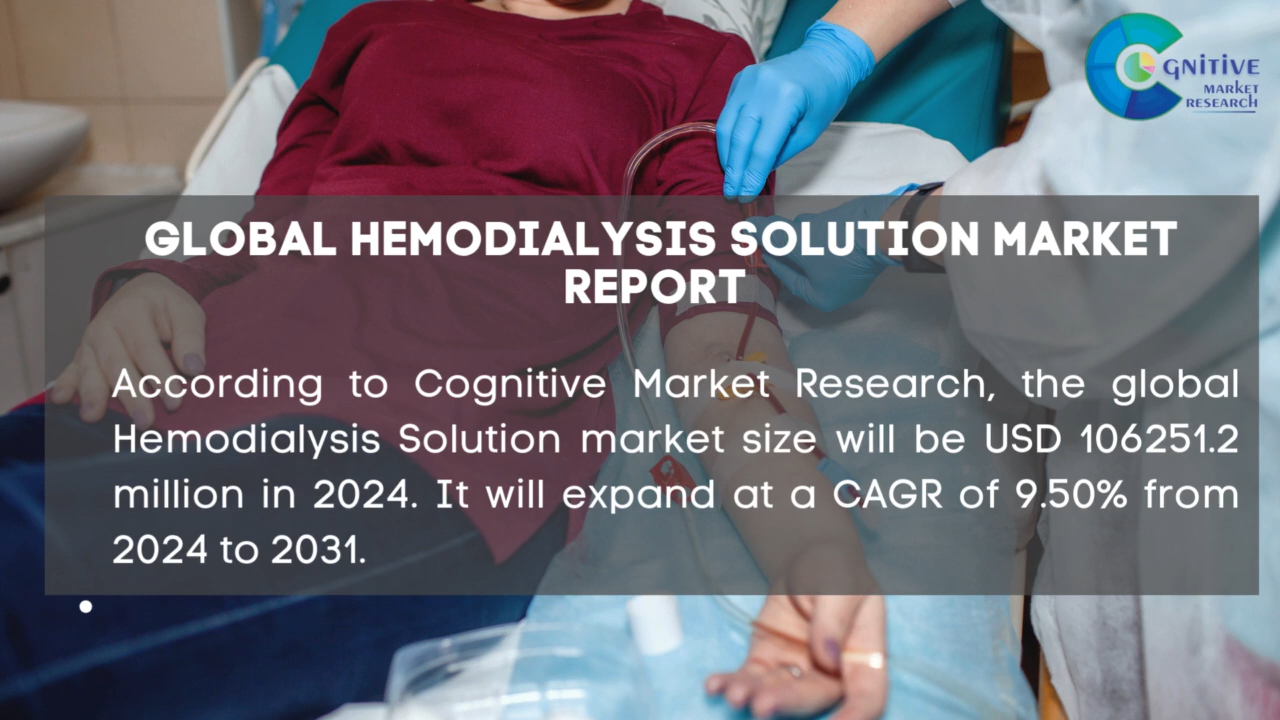 GNITIVE
MARKET
RESEARCH
GLOBAL HEMODIALYSIS SOLUTION MARKET
REPORT
According to Cognitive Market Research, the global
Hemodialysis Solution market size will be USD 106251.2
million in 2024. It will expand at a CAGR of 9.50% from
2024 to 2031.